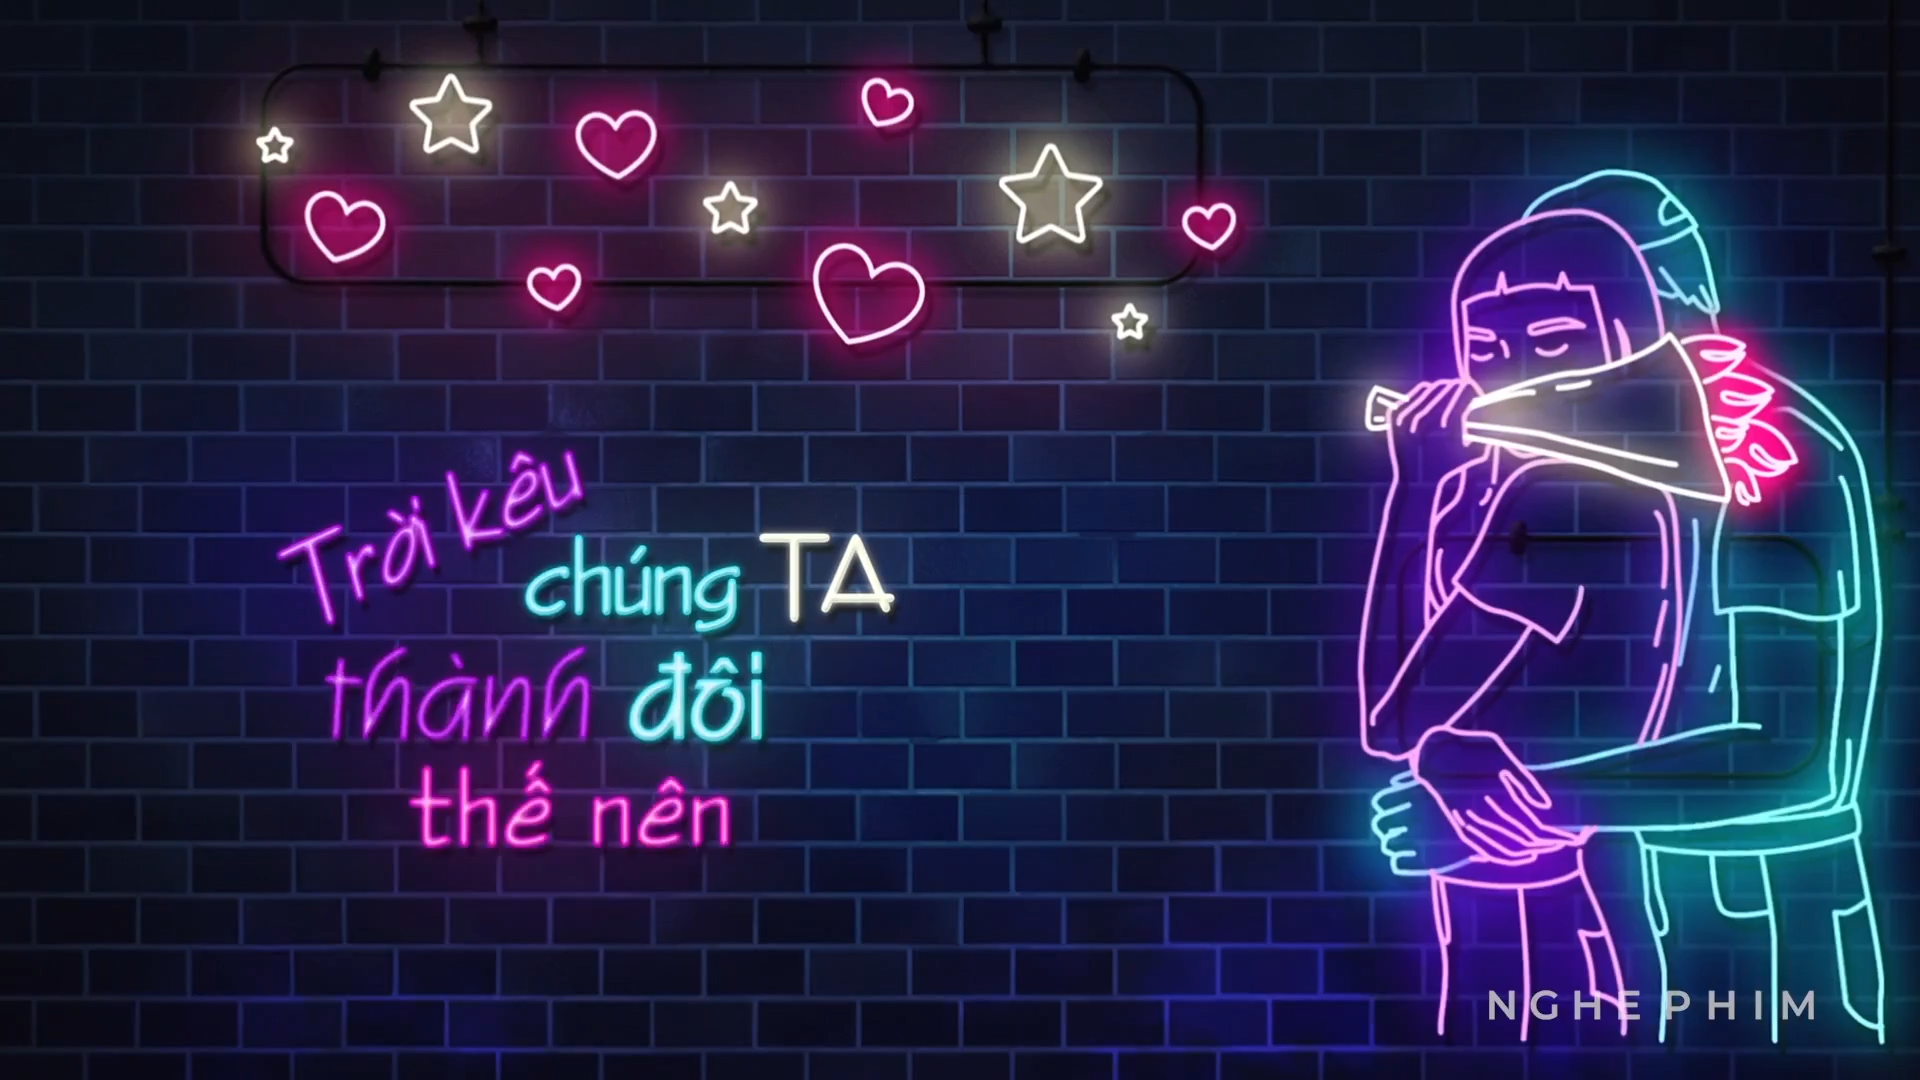 Trời kêu
chúng TA
thành đôi
thế nên
NGHE PHIM